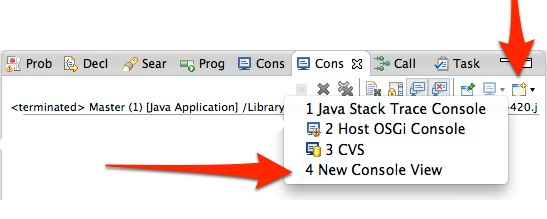 Prob Decl Sear Prog Cons Cons Call Task
<terminated> Master (1) [Java Application] /Library -420.j
1 Java Stack Trace Console
2 Host OSGi Console
3 CVS
4 New Console View